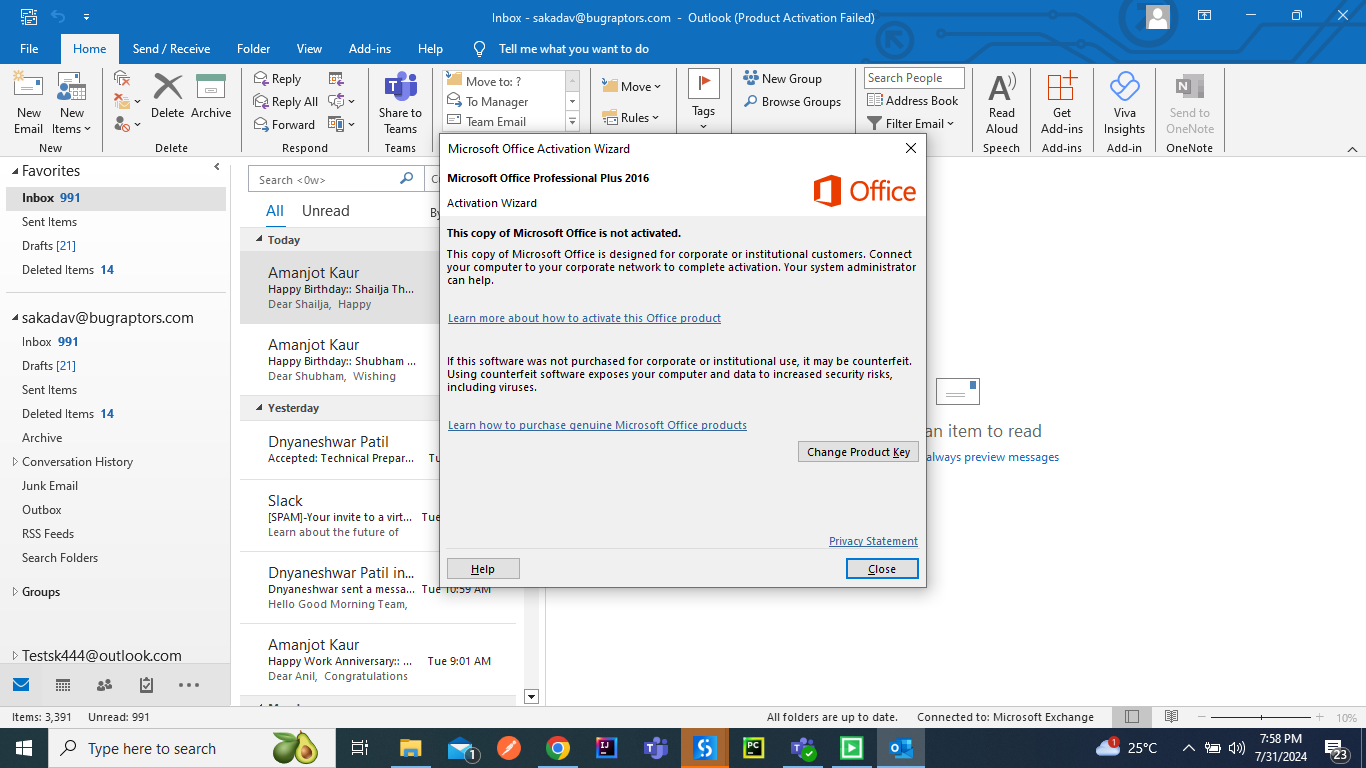 Inbox - sakadav@bugraptors.com - Outlook (Product Activation Failed)
File Home Send / Receive Folder View Add-ins Help Tell me what you want to do
New Email
New Items
New
Delete
Archive
Delete
Reply
Reply All
Forward
Respond
Share to Teams
Teams
Move to: ?
To Manager
Team Email
Move
Rules
Tags
New Group
Browse Groups
Search People
Address Book
Filter Email
Read Aloud
Speech
Get Add-ins
Add-ins
Viva Insights
Add-in
Send to OneNote
OneNote
Favorites
Inbox 991
Sent Items
Drafts [21]
Deleted Items 14
sakadav@bugraptors.com
Inbox 991
Drafts [21]
Sent Items
Deleted Items 14
Archive
Conversation History
Junk Email
Outbox
RSS Feeds
Search Folders
Groups
Testsk444@outlook.com
Search <0w>
All Unread By
Today
Amanjot Kaur
Happy Birthday:: Shailja Th...
Dear Shailja, Happy
Amanjot Kaur
Happy Birthday:: Shubham ...
Dear Shubham, Wishing
Yesterday
Dnyaneshwar Patil
Accepted: Technical Prepar...
Slack
[SPAM]-Your invite to a virt... Tue
Learn about the future of
Dnyaneshwar Patil in...
Dnyaneshwar sent a messa... Tue 10:59 AM
Hello Good Morning Team,
Amanjot Kaur
Happy Work Anniversary:: ... Tue 9:01 AM
Dear Anil, Congratulations
Microsoft Office Activation Wizard
Microsoft Office Professional Plus 2016
Activation Wizard
Office
This copy of Microsoft Office is not activated.
This copy of Microsoft Office is designed for corporate or institutional customers. Connect
your computer to your corporate network to complete activation. Your system administrator
can help.
Learn more about how to activate this Office product
If this software was not purchased for corporate or institutional use, it may be counterfeit.
Using counterfeit software exposes your computer and data to increased security risks,
including viruses.
Learn how to purchase genuine Microsoft Office products
Change Product Key
Privacy Statement
Help
Close
an item to read
always preview messages
Items: 3,391 Unread: 991 All folders are up to date. Connected to: Microsoft Exchange 10%
Type here to search
1
IJ
PC
1
25°C
7:58 PM
7/31/2024
23